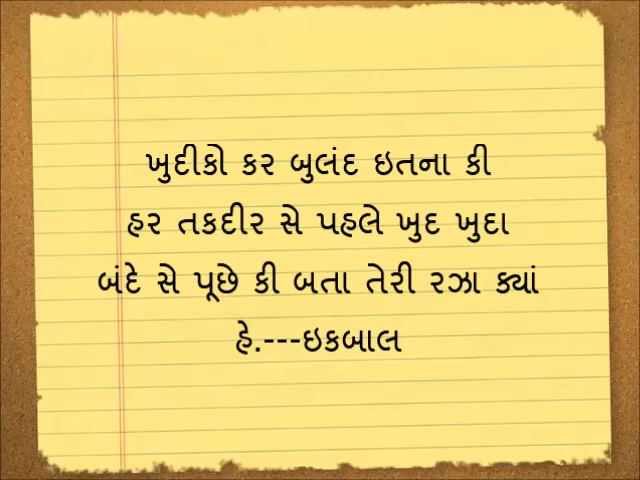 ખુદીકો કર બુલંદ ઇતના કી
હર તકદીર સે પહલે ખુદ ખુદા
બંદે સે પૂછે કી બતા તેરી રઝા ક્યાં
હે.---ઇકબાલ